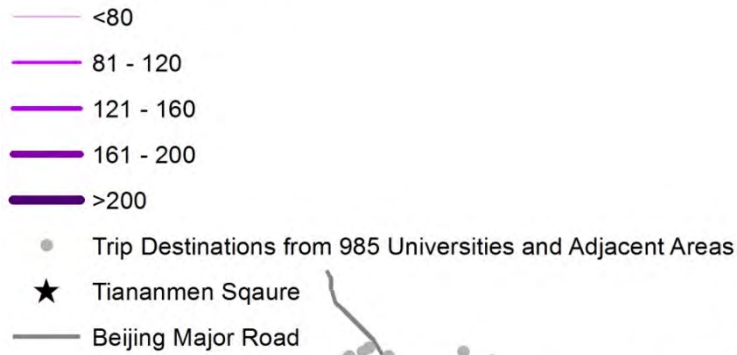 <80
81 - 120
121 - 160
161 - 200
>200
Trip Destinations from 985 Universities and Adjacent Areas
Tiananmen Sqaure
Beijing Major Road